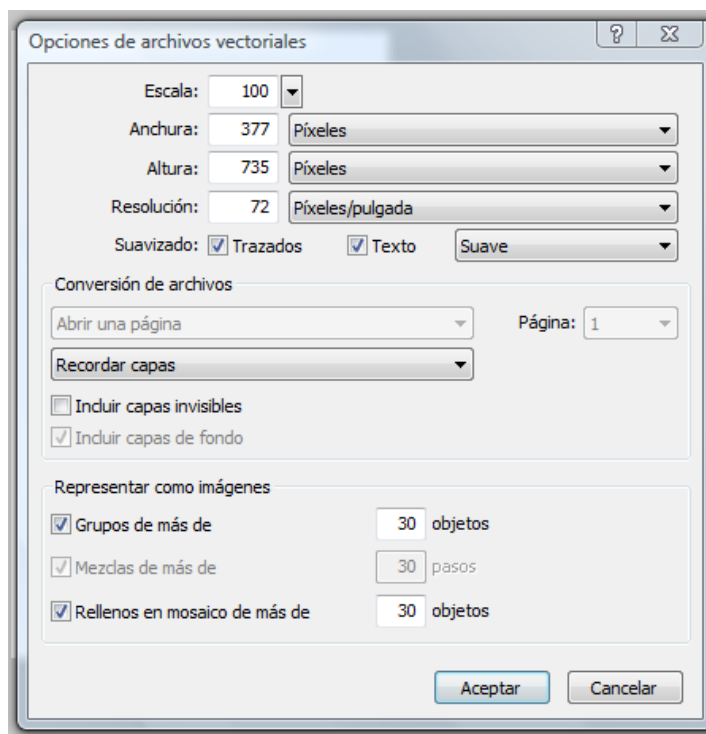 Opciones de archivos vectoriales
Escala: 100
Anchura: 377 Píxeles
Altura: 735 Píxeles
Resolución: 72 Píxeles/pulgada
Suavizado: Trazados Texto Suave
Conversión de archivos
Abrir una página Página: 1
Recordar capas
Incluir capas invisibles
Incluir capas de fondo
Representar como imágenes
Grupos de más de 30 objetos
Mezclas de más de 30 pasos
Rellenos en mosaico de más de 30 objetos
Aceptar Cancelar